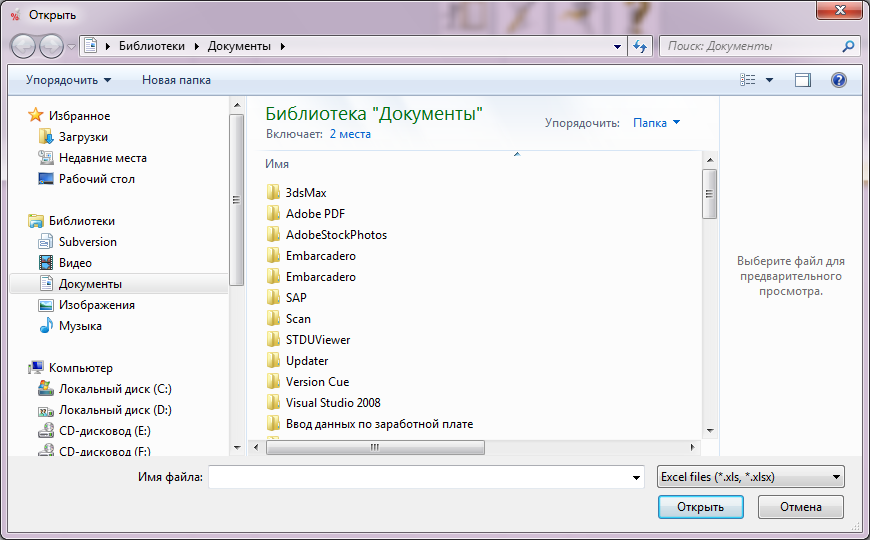 Открыть
Библиотеки Документы
Поиск: Документы
Упорядочить Новая папка
Избранное
Загрузки
Недавние места
Рабочий стол
Библиотеки
Subversion
Видео
Документы
Изображения
Музыка
Компьютер
Локальный диск (C:)
Локальный диск (D:)
CD-дисковод (E:)
CD-дисковод (F:)
Библиотека "Документы"
Включает: 2 места
Упорядочить: Папка
Имя
3dsMax
Adobe PDF
AdobeStockPhotos
Embarcadero
Embarcadero
SAP
Scan
STDUViewer
Updater
Version Cue
Visual Studio 2008
Ввод данных по заработной плате
Выберите файл для
предварительного
просмотра.
Имя файла:
Excel files (*.xls, *.xlsx)
Открыть
Отмена